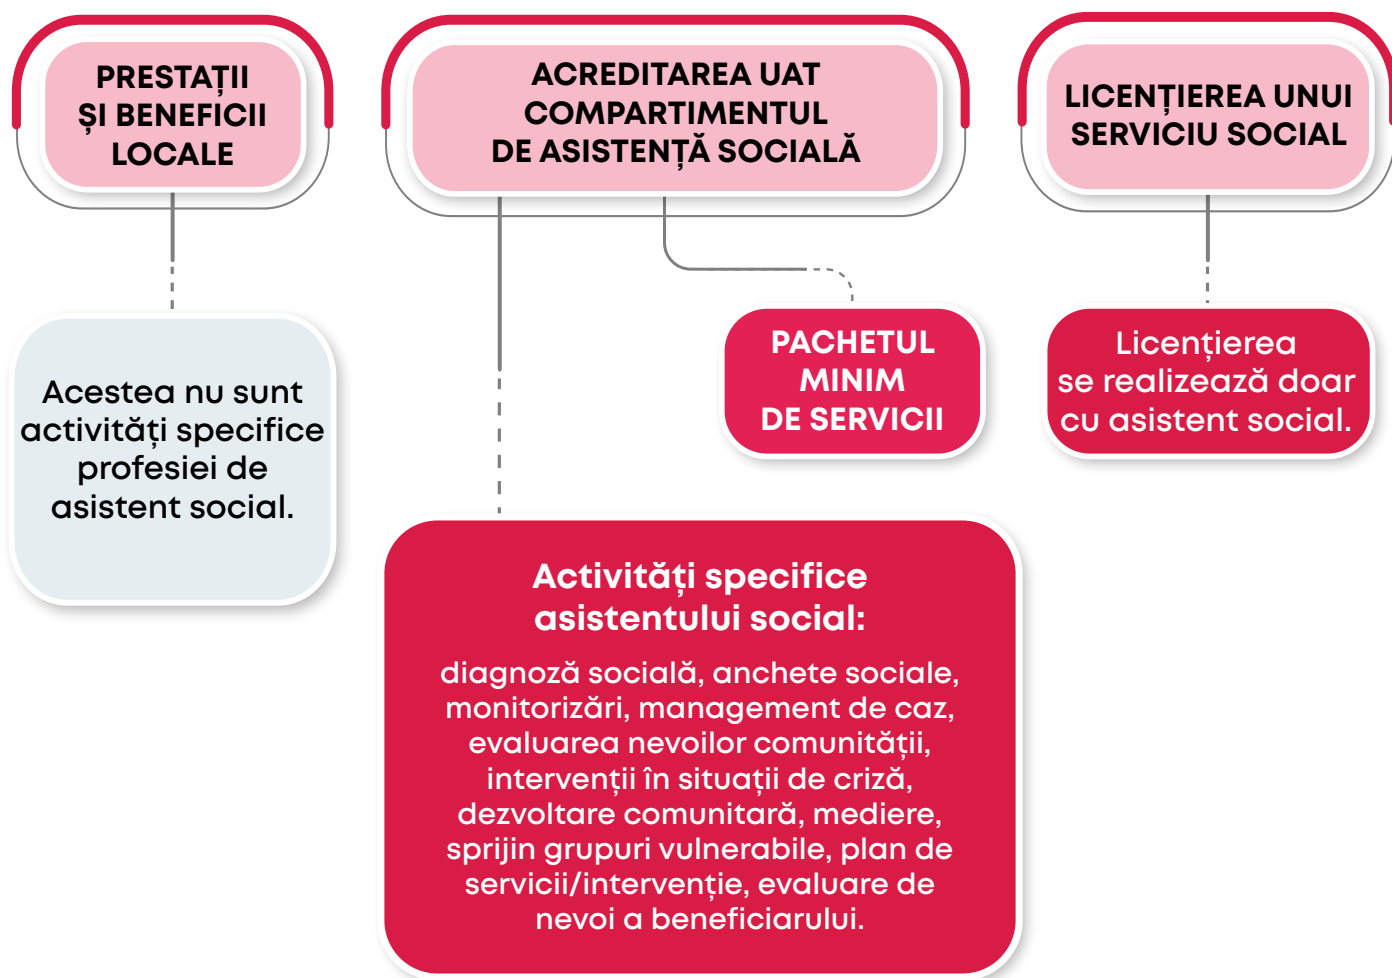 PRESTAȚII
ȘI BENEFICII
LOCALE
Acestea nu sunt
activități specifice
profesiei de
asistent social.
ACREDITAREA UAT
COMPARTIMENTUL
DE ASISTENȚĂ SOCIALĂ
PACHETUL
MINIM
DE SERVICII
Activități specifice
asistentului social:
diagnoză socială, anchete sociale,
monitorizări, management de caz,
evaluarea nevoilor comunității,
intervenții în situații de criză,
dezvoltare comunitară, mediere,
sprijin grupuri vulnerabile, plan de
servicii/intervenție, evaluare de
nevoi a beneficiarului.
LICENȚIEREA UNUI
SERVICIU SOCIAL
Licențierea
se realizează doar
cu asistent social.